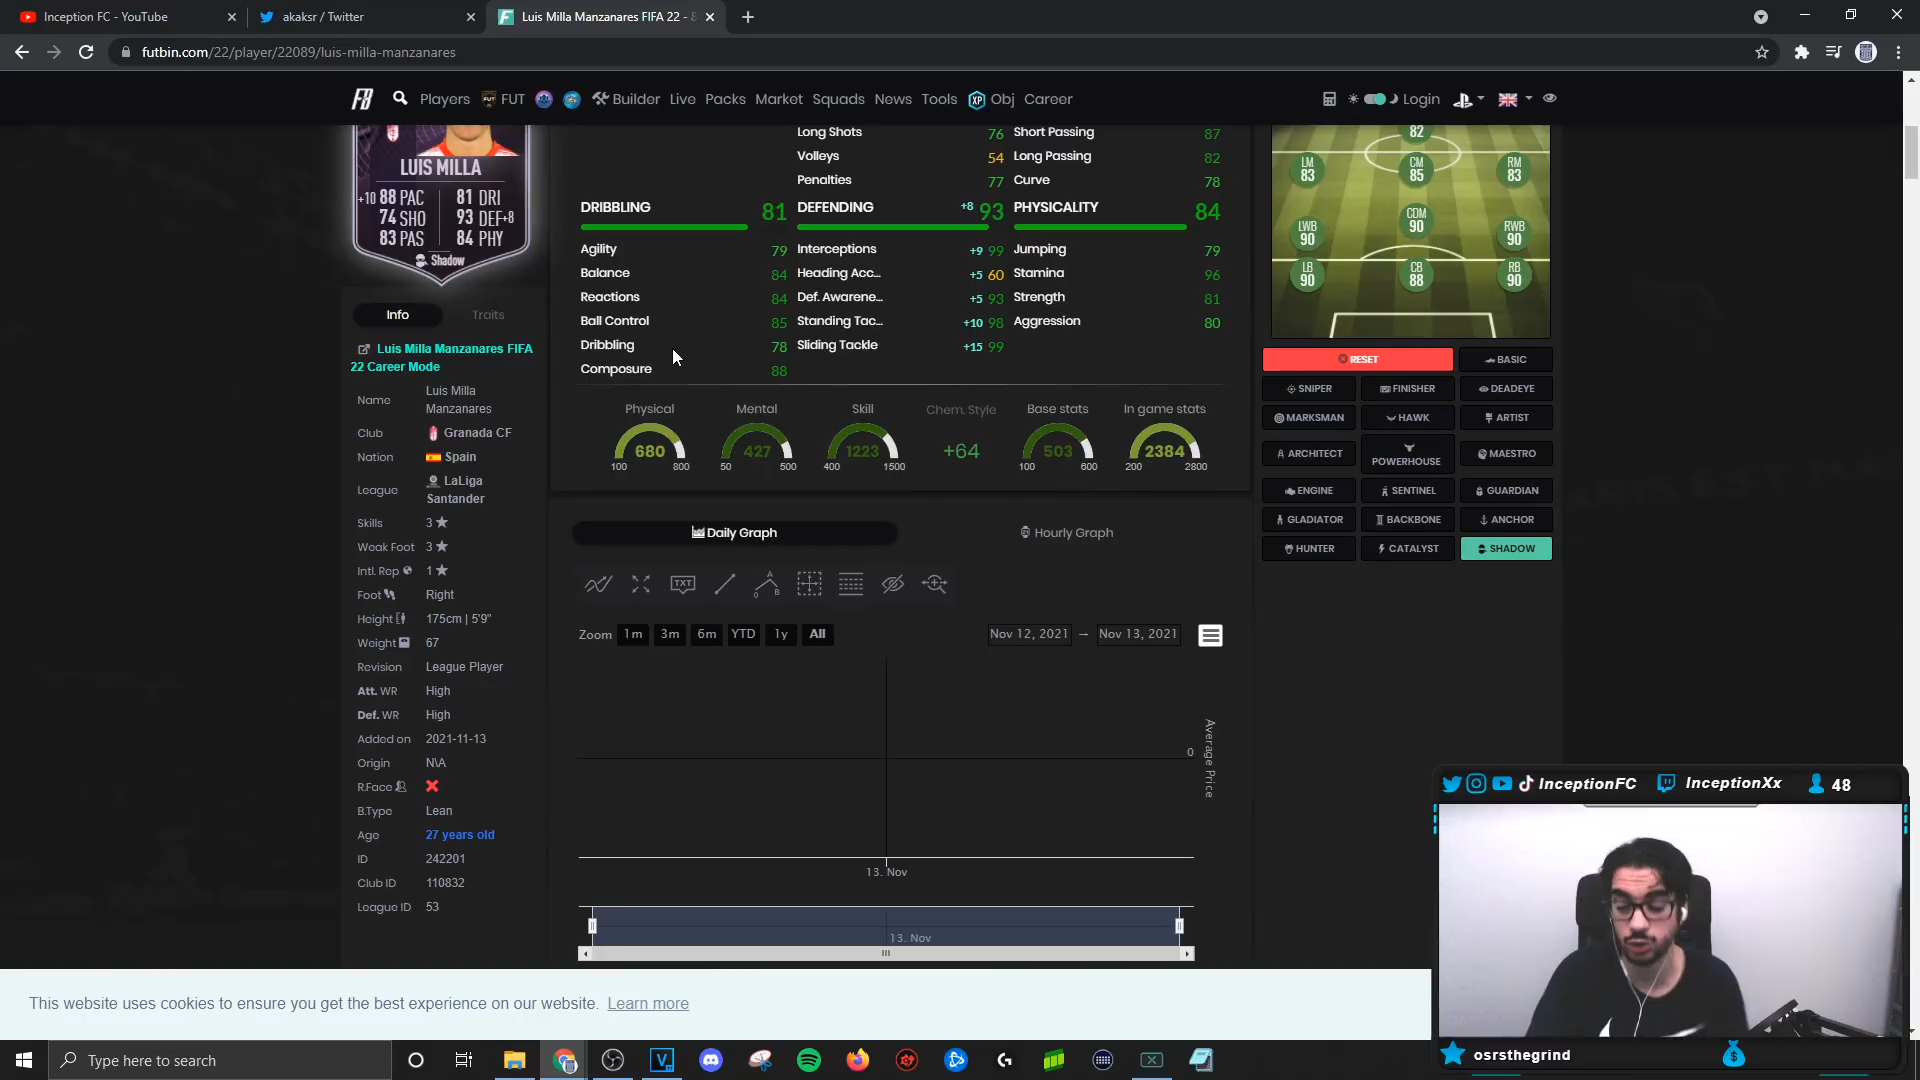 Inception FC - YouTube
akaksr / Twitter
Luis Milla Manzanares FIFA 22 - 8
futbin.com/22/player/22089/luis-milla-manzanares
Players FUT Builder Live Packs Market Squads News Tools XP Obj Career Login
LUIS MILLA
+10 88 PAC 81 DRI
74 SHO 93 DEF+8
83 PAS 84 PHY
Shadow
Info Traits
Luis Milla Manzanares FIFA
22 Career Mode
Name Luis Milla
Manzanares
Club Granada CF
Nation Spain
League LaLiga
Santander
Skills 3
Weak Foot 3
Intl. Rep 1
Foot Right
Height 175cm | 5'9"
Weight 67
Revision League Player
Att. WR High
Def. WR High
Added on 2021-11-13
Origin N\A
R.Face
B.Type Lean
Age 27 years old
ID 242201
Club ID 110832
League ID 53
Long Shots 76 Short Passing 87
Volleys 54 Long Passing 82
Penalties 77 Curve 78
DRIBBLING 81 DEFENDING +8 93 PHYSICALITY 84
Agility 79 Interceptions +9 99 Jumping 79
Balance 84 Heading Acc... +5 60 Stamina 96
Reactions 84 Def. Awarene... +5 93 Strength 81
Ball Control 85 Standing Tac... +10 98 Aggression 80
Dribbling 78 Sliding Tackle +15 99
Composure 88
Physical Mental Skill Chem. Style Base stats In game stats
680 427 1223 +64 503 2384
100 800 50 500 400 1500 100 600 200 2800
Daily Graph Hourly Graph
TXT
A
0 B
Zoom 1m 3m 6m YTD 1y All Nov 12, 2021 → Nov 13, 2021
0
Average Price
13. Nov
13. Nov
82
LM 83 CM 85 RM 83
LWB 90 CDM 90 RWB 90
LB 90 CB 88 RB 90
RESET BASIC
SNIPER FINISHER DEADEYE
MARKSMAN HAWK ARTIST
ARCHITECT POWERHOUSE MAESTRO
ENGINE SENTINEL GUARDIAN
GLADIATOR BACKBONE ANCHOR
HUNTER CATALYST SHADOW
This website uses cookies to ensure you get the best experience on our website. Learn more
InceptionFC InceptionXx 48
osrsthegrind
Type here to search